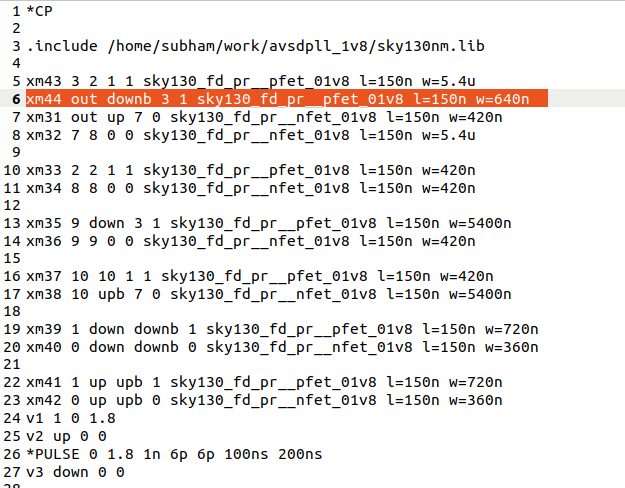 1 *CP
2
3 .include /home/subham/work/avsdpll_1v8/sky130nm.lib
4
5 xm43 3 2 1 1 sky130_fd_pr__pfet_01v8 l=150n w=5.4u
6 xm44 out downb 3 1 sky130_fd_pr__pfet_01v8 l=150n w=640n
7 xm31 out up 7 0 sky130_fd_pr__nfet_01v8 l=150n w=420n
8 xm32 7 8 0 0 sky130_fd_pr__nfet_01v8 l=150n w=5.4u
9
10 xm33 2 2 1 1 sky130_fd_pr__pfet_01v8 l=150n w=420n
11 xm34 8 8 0 0 sky130_fd_pr__nfet_01v8 l=150n w=420n
12
13 xm35 9 down 3 1 sky130_fd_pr__pfet_01v8 l=150n w=5400n
14 xm36 9 9 0 0 sky130_fd_pr__nfet_01v8 l=150n w=420n
15
16 xm37 10 10 1 1 sky130_fd_pr__pfet_01v8 l=150n w=420n
17 xm38 10 upb 7 0 sky130_fd_pr__nfet_01v8 l=150n w=5400n
18
19 xm39 1 down downb 1 sky130_fd_pr__pfet_01v8 l=150n w=720n
20 xm40 0 down downb 0 sky130_fd_pr__nfet_01v8 l=150n w=360n
21
22 xm41 1 up upb 1 sky130_fd_pr__pfet_01v8 l=150n w=720n
23 xm42 0 up upb 0 sky130_fd_pr__nfet_01v8 l=150n w=360n
24 v1 1 0 1.8
25 v2 up 0 0
26 *PULSE 0 1.8 1n 6p 6p 100ns 200ns
27 v3 down 0 0